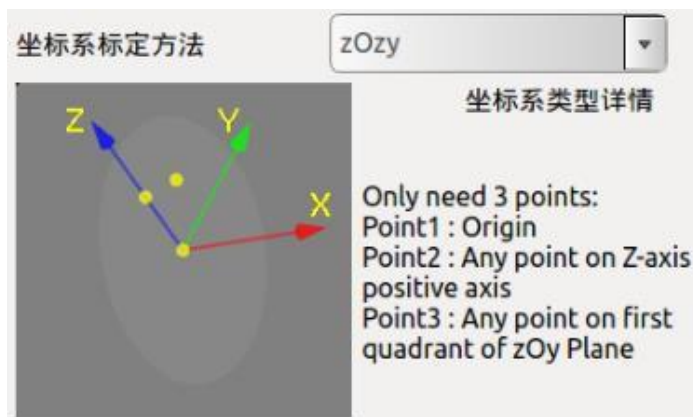 坐标系标定方法
zOzy
坐标系类型详情
Z
Y
X
Only need 3 points:
Point1 : Origin
Point2 : Any point on Z-axis
positive axis
Point3 : Any point on first
quadrant of zOy Plane